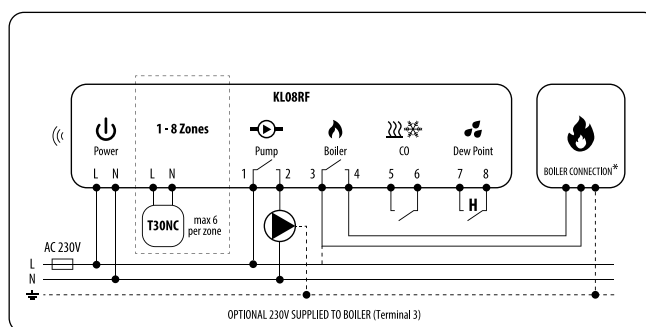 KL08RF
1 - 8 Zones
Power
Pump
Boiler
CO
Dew Point
L N
L N
1 2 3 4 5 6 7 8
T30NC
max 6
per zone
H
BOILER CONNECTION*
AC 230V
L
N
OPTIONAL 230V SUPPLIED TO BOILER (Terminal 3)